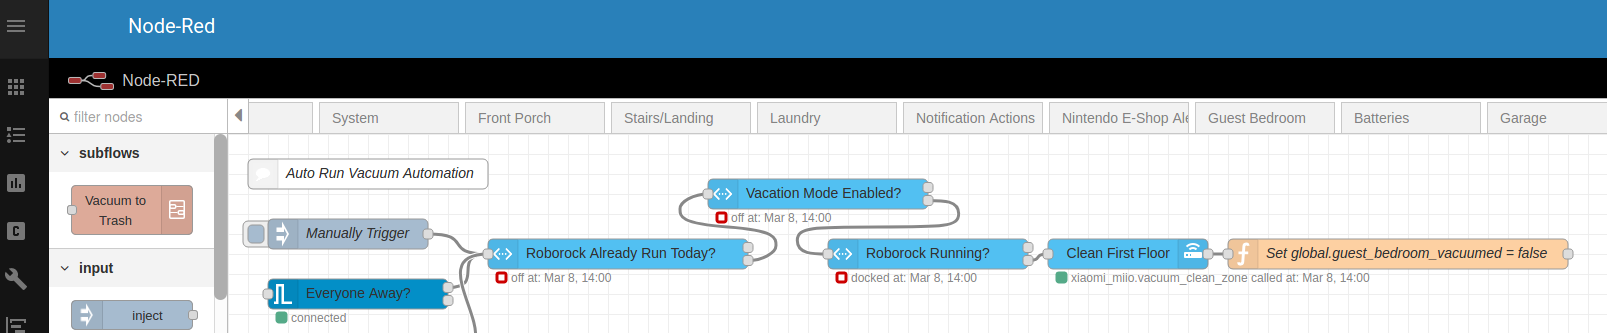 Node-Red
Node-RED
filter nodes
System
Front Porch
Stairs/Landing
Laundry
Notification Actions
Nintendo E-Shop
Guest Bedroom
Batteries
Garage
subflows
Auto Run Vacuum Automation
Vacuum to
Trash
Vacation Mode Enabled?
off at: Mar 8, 14:00
Manually Trigger
Roborock Already Run Today?
off at: Mar 8, 14:00
Roborock Running?
docked at: Mar 8, 14:00
Clean First Floor
xiaomi_miio.vacuum_clean_zone called at: Mar 8, 14:00
f
Set global.guest_bedroom_vacuumed = false
input
Everyone Away?
connected
inject
C